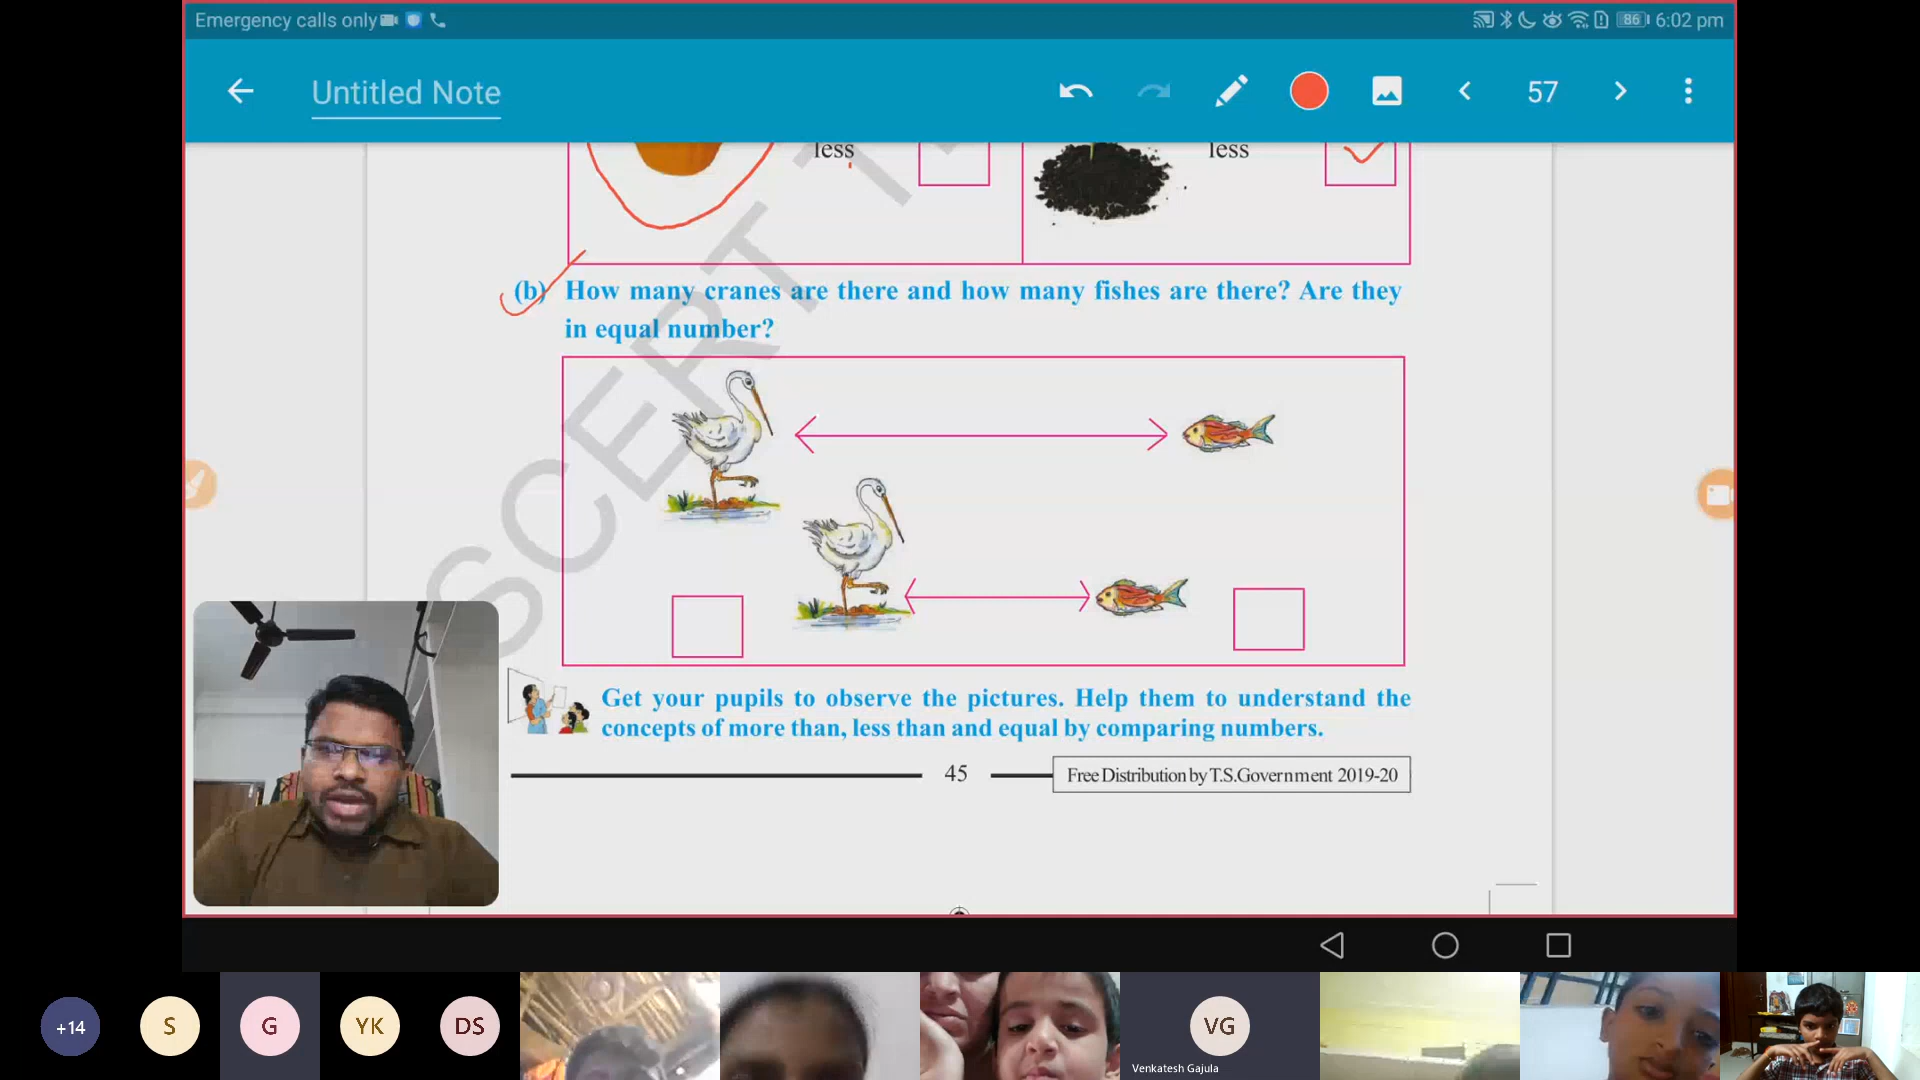 Emergency calls only 86 6:02 pm
Untitled Note 57
less less
(b) How many cranes are there and how many fishes are there? Are they
in equal number?
SCERT T
Get your pupils to observe the pictures. Help them to understand the
concepts of more than, less than and equal by comparing numbers.
45 Free Distribution by T.S.Government 2019-20
+14 S G YK DS VG
Venkatesh Gajula